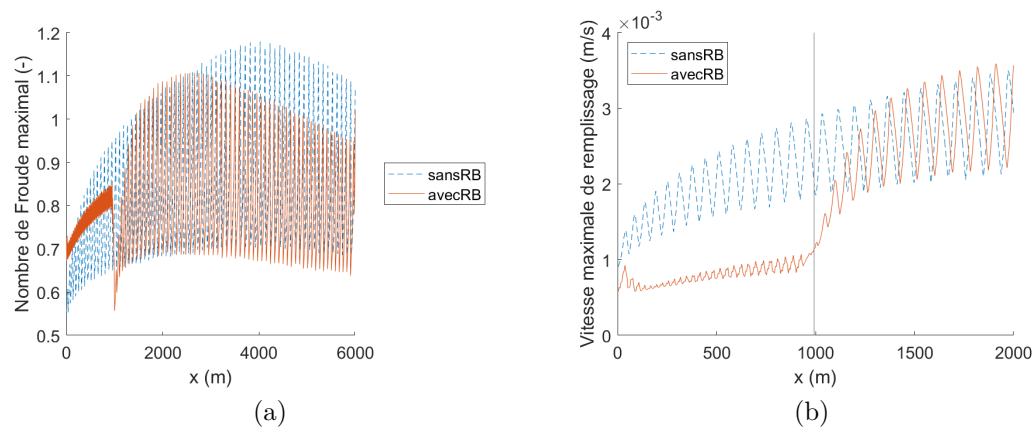 Nombre de Froude maximal (-)
1.2
1.1
1
0.9
0.8
0.7
0.6
0.5
0
2000
4000
6000
x (m)
sansRB
avecRB
(a)
Vitesse maximale de remplissage (m/s)
×10⁻³
4
3
2
1
0
0
500
1000
1500
2000
x (m)
sansRB
avecRB
(b)